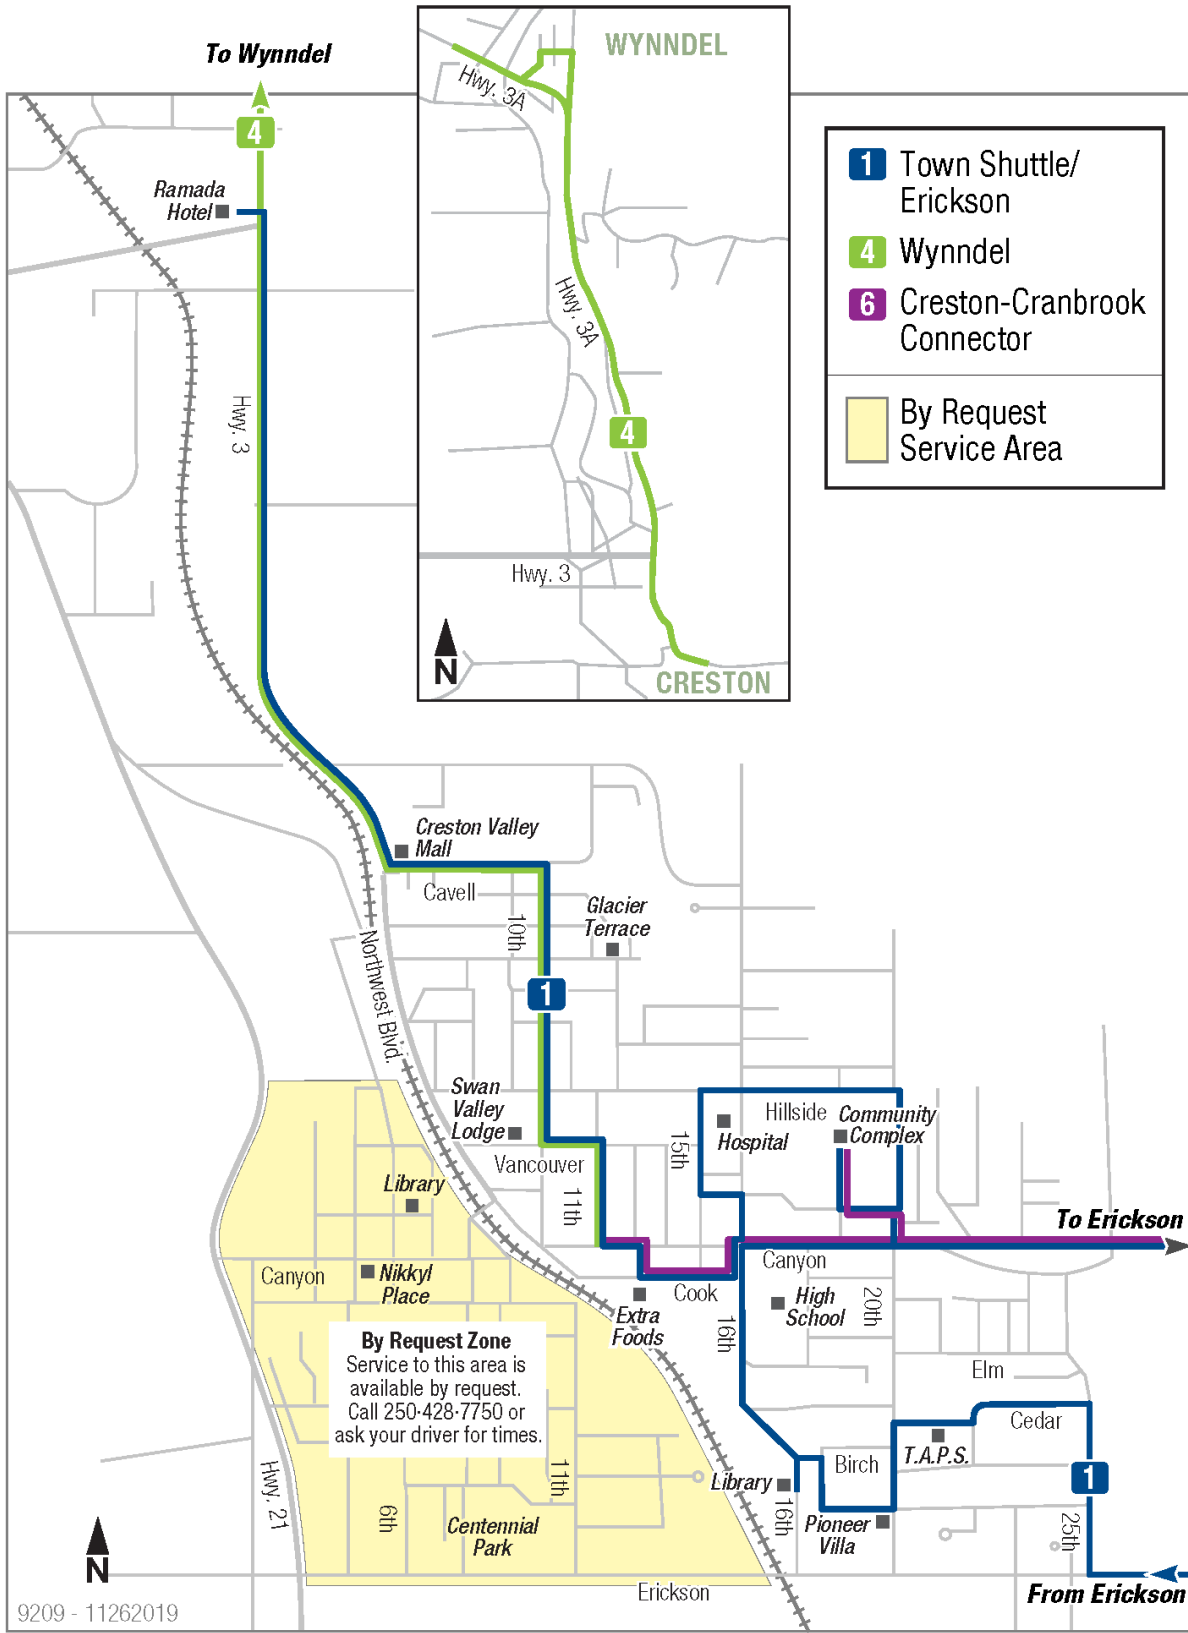 To Wynndel
4
Ramada
Hotel
Hwy. 3
WYNNDEL
Hwy. 3A
Hwy. 3A
4
Hwy. 3
N
CRESTON
1 Town Shuttle/
Erickson
4 Wynndel
6 Creston-Cranbrook
Connector
By Request
Service Area
Creston Valley
Mall
Cavell
10th
Glacier
Terrace
1
Northwest Blvd.
Swan
Valley
Lodge
Vancouver
11th
15th
Hillside
Hospital
Community
Complex
To Erickson
Library
Canyon
Nikkyl
Place
Canyon
Cook
Extra
Foods
16th
High
School
20th
By Request Zone
Service to this area is
available by request.
Call 250·428·7750 or
ask your driver for times.
Elm
Cedar
T.A.P.S.
Birch
1
Library
16th
Pioneer
Villa
25th
Hwy. 21
6th
11th
Centennial
Park
N
Erickson
From Erickson
9209 - 11262019